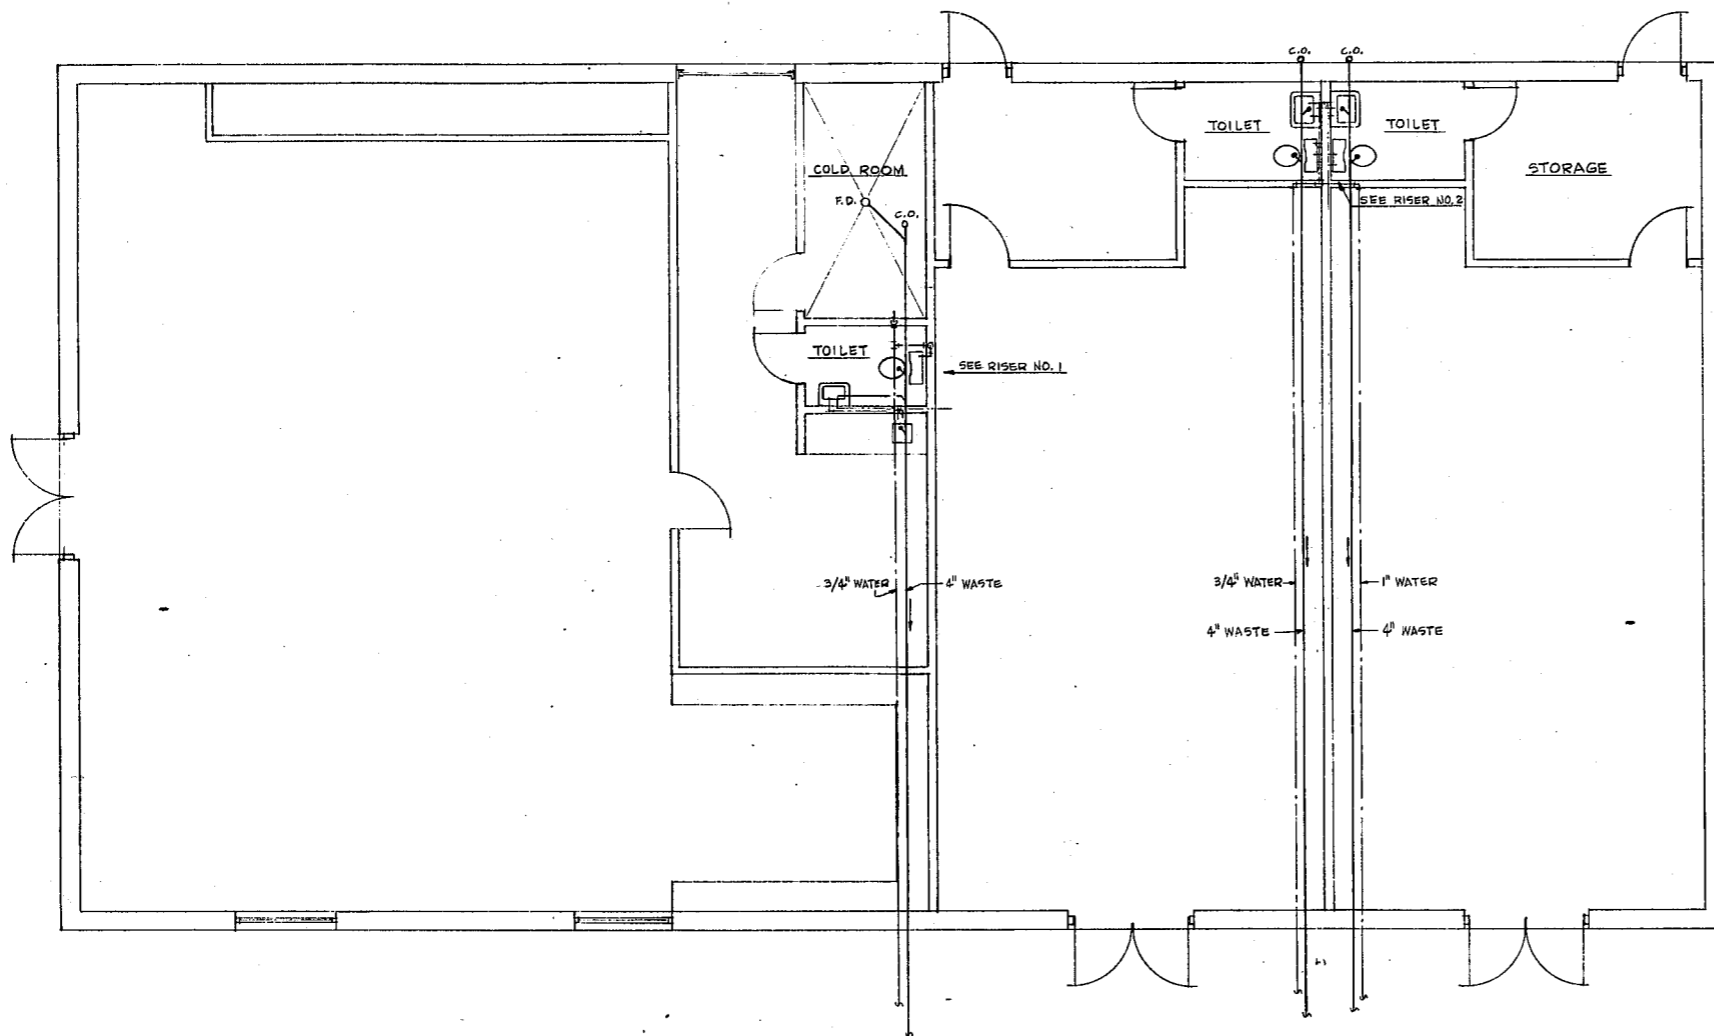 C.O. C.O.
TOILET TOILET
COLD ROOM
STORAGE
F.D.
C.O.
SEE RISER NO. 2
TOILET
SEE RISER NO. 1
3/4" WATER 4" WASTE
3/4" WATER 1" WATER
4" WASTE 4" WASTE